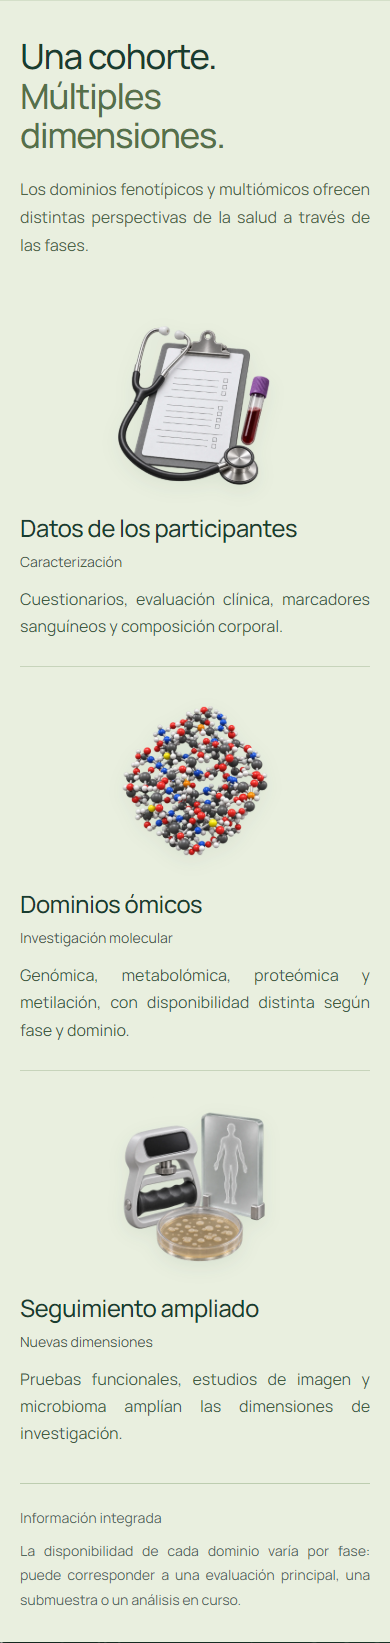 Una cohorte.
Múltiples
dimensiones.
Los dominios fenotípicos y multiómicos ofrecen
distintas perspectivas de la salud a través de
las fases.
Datos de los participantes
Caracterización
Cuestionarios, evaluación clínica, marcadores
sanguíneos y composición corporal.
Dominios ómicos
Investigación molecular
Genómica, metabolómica, proteómica y
metilación, con disponibilidad distinta según
fase y dominio.
Seguimiento ampliado
Nuevas dimensiones
Pruebas funcionales, estudios de imagen y
microbioma amplían las dimensiones de
investigación.
Información integrada
La disponibilidad de cada dominio varía por fase:
puede corresponder a una evaluación principal, una
submuestra o un análisis en curso.